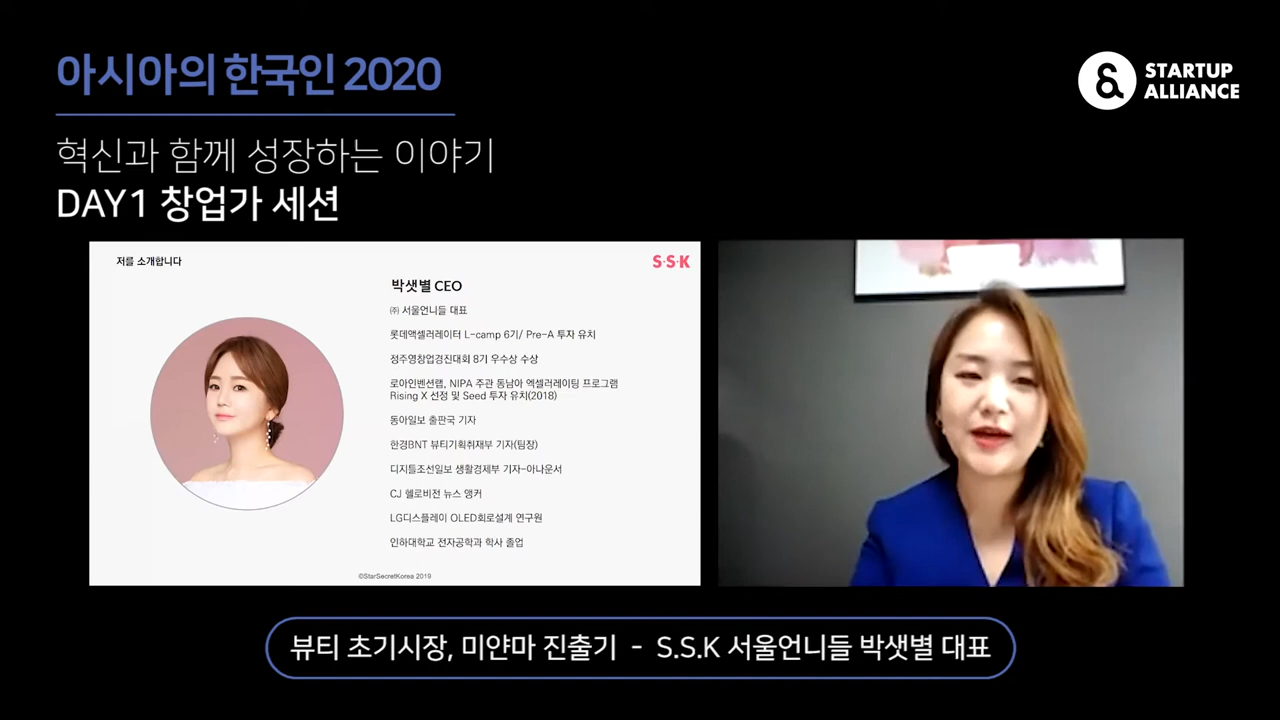 아시아의 한국인 2020
STARTUP
ALLIANCE
혁신과 함께 성장하는 이야기
DAY1 창업가 세션
저를 소개합니다
S·S·K
박샛별 CEO
㈜ 서울언니들 대표
롯데액셀러레이터 L-camp 6기/ Pre-A 투자 유치
정주영창업경진대회 8기 우수상 수상
로아인벤션랩, NIPA 주관 동남아 엑셀러레이팅 프로그램
Rising X 선정 및 Seed 투자 유치(2018)
동아일보 출판국 기자
한경BNT 뷰티기획취재부 기자(팀장)
디지틀조선일보 생활경제부 기자-아나운서
CJ 헬로비전 뉴스 앵커
LG디스플레이 OLED회로설계 연구원
인하대학교 전자공학과 학사 졸업
©StarSecretKorea 2019
뷰티 초기시장, 미얀마 진출기 - S.S.K 서울언니들 박샛별 대표